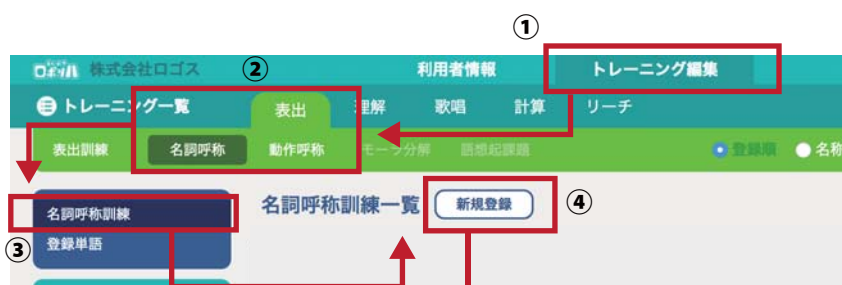 ①
ロゴリハ 株式会社ロゴス ② 利用者情報 トレーニング編集
トレーニング一覧 表出 理解 歌唱 計算 リーチ
表出訓練 名詞呼称 動作呼称 モーラ分解 語想起課題 登録順 名称
名詞呼称訓練 名詞呼称訓練一覧 新規登録 ④
③ 登録単語